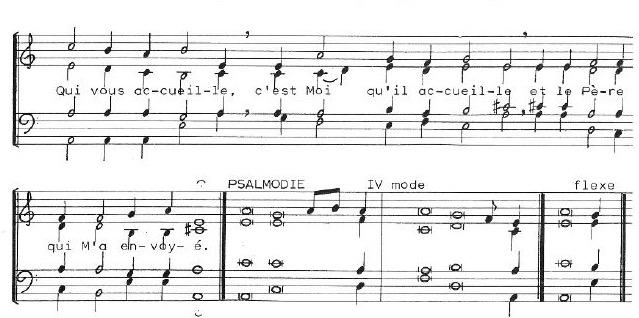 Qui vous ac-cueil-le, c'est Moi qu'il ac-cueil-le et le Pè-re
PSALMODIE IV mode flexe
qui M'a en-voy-é.